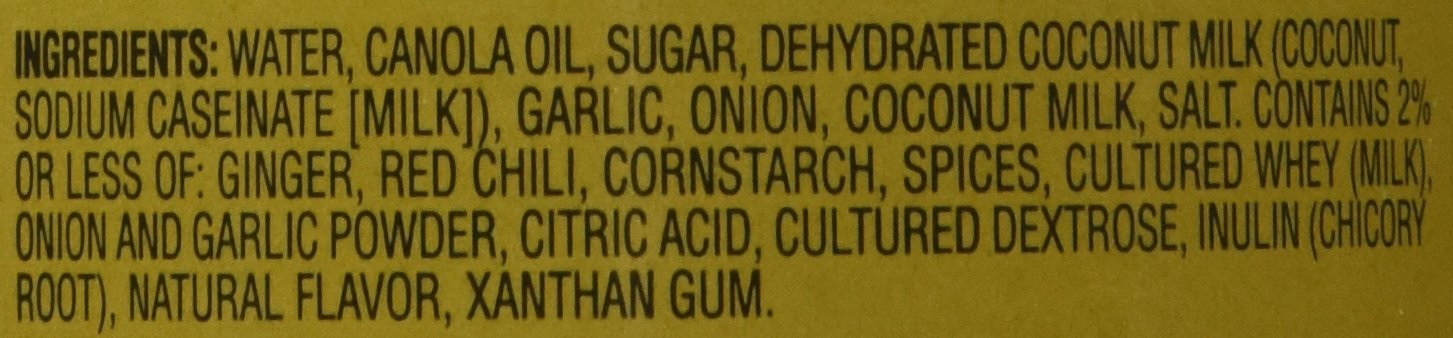 INGREDIENTS: WATER, CANOLA OIL, SUGAR, DEHYDRATED COCONUT MILK (COCONUT,
SODIUM CASEINATE [MILK]), GARLIC, ONION, COCONUT MILK, SALT. CONTAINS 2%
OR LESS OF: GINGER, RED CHILI, CORNSTARCH, SPICES, CULTURED WHEY (MILK),
ONION AND GARLIC POWDER, CITRIC ACID, CULTURED DEXTROSE, INULIN (CHICORY
ROOT), NATURAL FLAVOR, XANTHAN GUM.